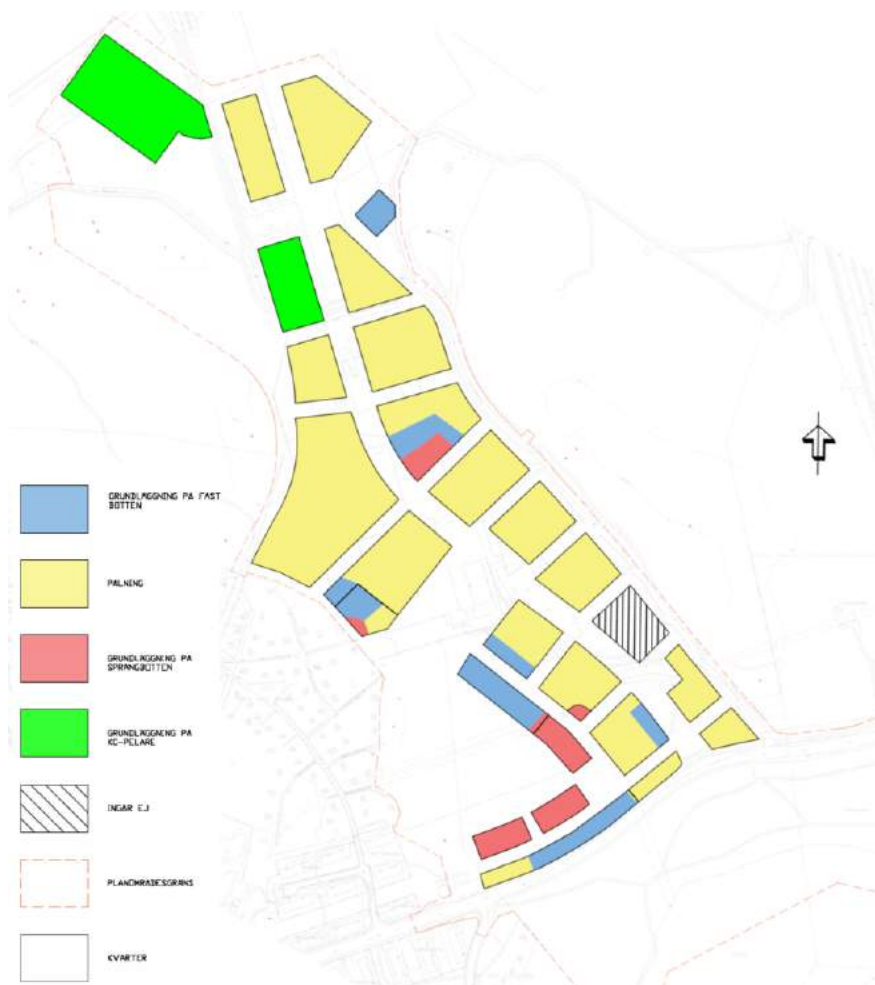 GRUNDLÄGGNING PÅ FAST
BOTTEN
PÅLNING
GRUNDLÄGGNING PÅ
SPRÄNGBOTTEN
GRUNDLÄGGNING PÅ
KC-PELARE
INGÅR EJ
PLANOMRÅDESGRÄNS
KVARTER